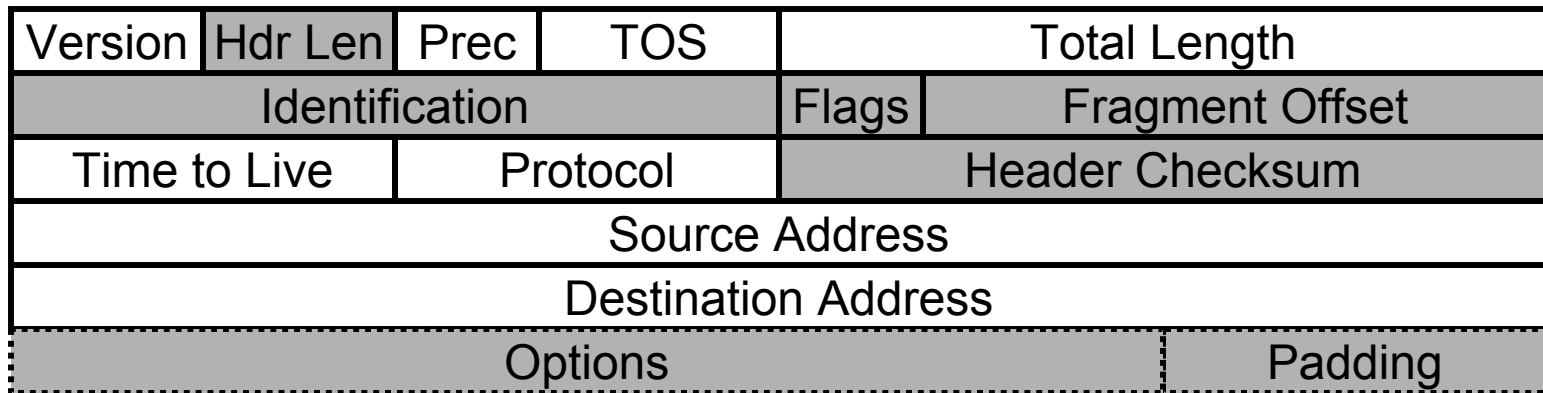 Version Hdr Len Prec TOS Total Length
Identification Flags Fragment Offset
Time to Live Protocol Header Checksum
Source Address
Destination Address
Options Padding